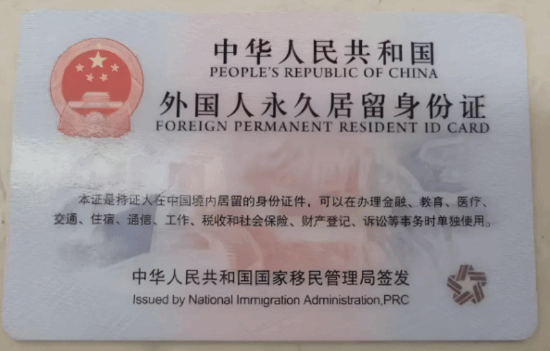 中华人民共和国
PEOPLE'S REPUBLIC OF CHINA
外国人永久居留身份证
FOREIGN PERMANENT RESIDENT ID CARD
本证是持证人在中国境内居留的身份证件，可以在办理金融、教育、医疗、
交通、住宿、通信、工作、税收和社会保险、财产登记、诉讼等事务时单独使用。
中华人民共和国国家移民管理局签发
Issued by National Immigration Administration,PRC